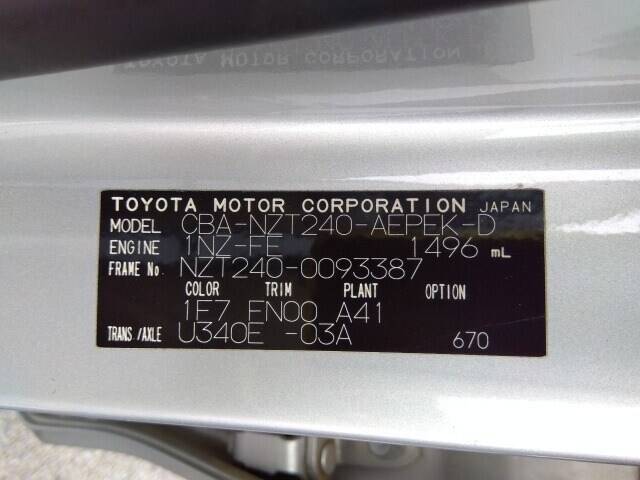 TOYOTA MOTOR CORPORATION JAPAN
MODEL CBA-NZT240-AEPEK-D
ENGINE 1NZ-FE 1496 mL
FRAME No. NZT240-0093387
COLOR TRIM PLANT OPTION
1E7 FN00 A41
TRANS/AXLE U340E -03A 670